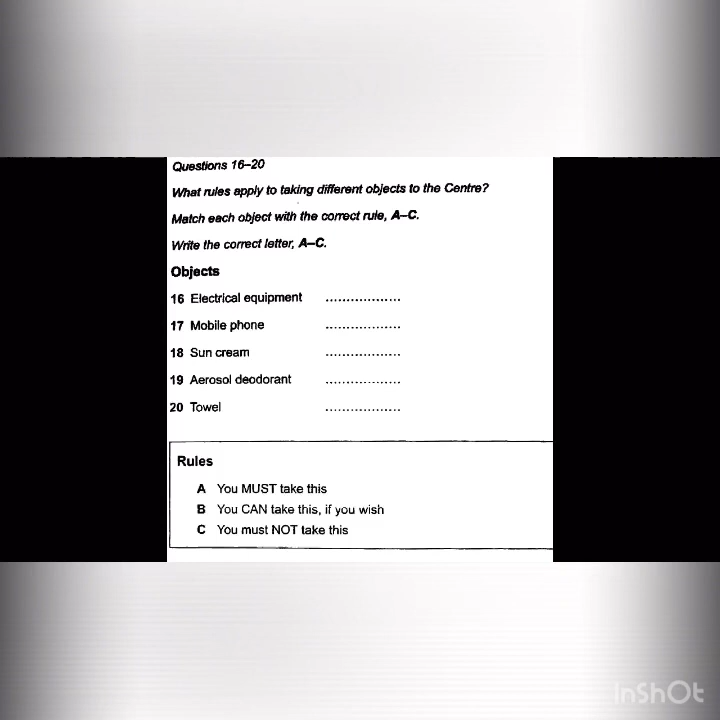 Questions 16–20
What rules apply to taking different objects to the Centre?
Match each object with the correct rule, A–C.
Write the correct letter, A–C.
Objects
16 Electrical equipment ..................
17 Mobile phone ..................
18 Sun cream ..................
19 Aerosol deodorant ..................
20 Towel ..................
Rules
A You MUST take this
B You CAN take this, if you wish
C You must NOT take this
InShOt